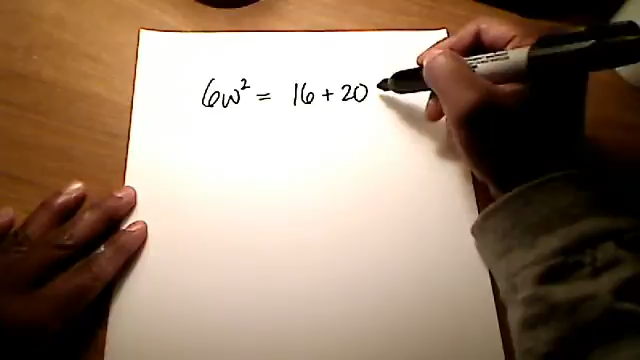 6w² = 16 + 20